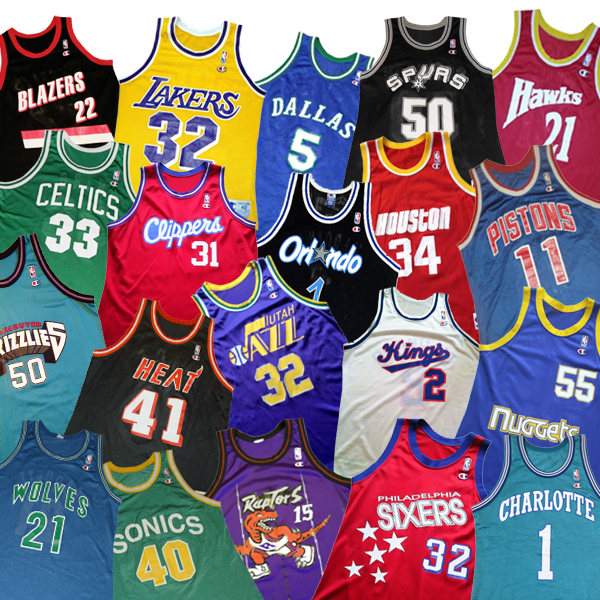 BLAZERS
22
LAKERS
32
DALLAS
5
SPURS
50
Hawks
21
CELTICS
33
Clippers
31
Orlando
1
HOUSTON
34
PISTONS
11
50
HEAT
41
UTAH
JAZZ
32
Kings
2
55
Nuggets
WOLVES
21
SONICS
40
RAPTORS
15
PHILADELPHIA
SIXERS
32
CHARLOTTE
1